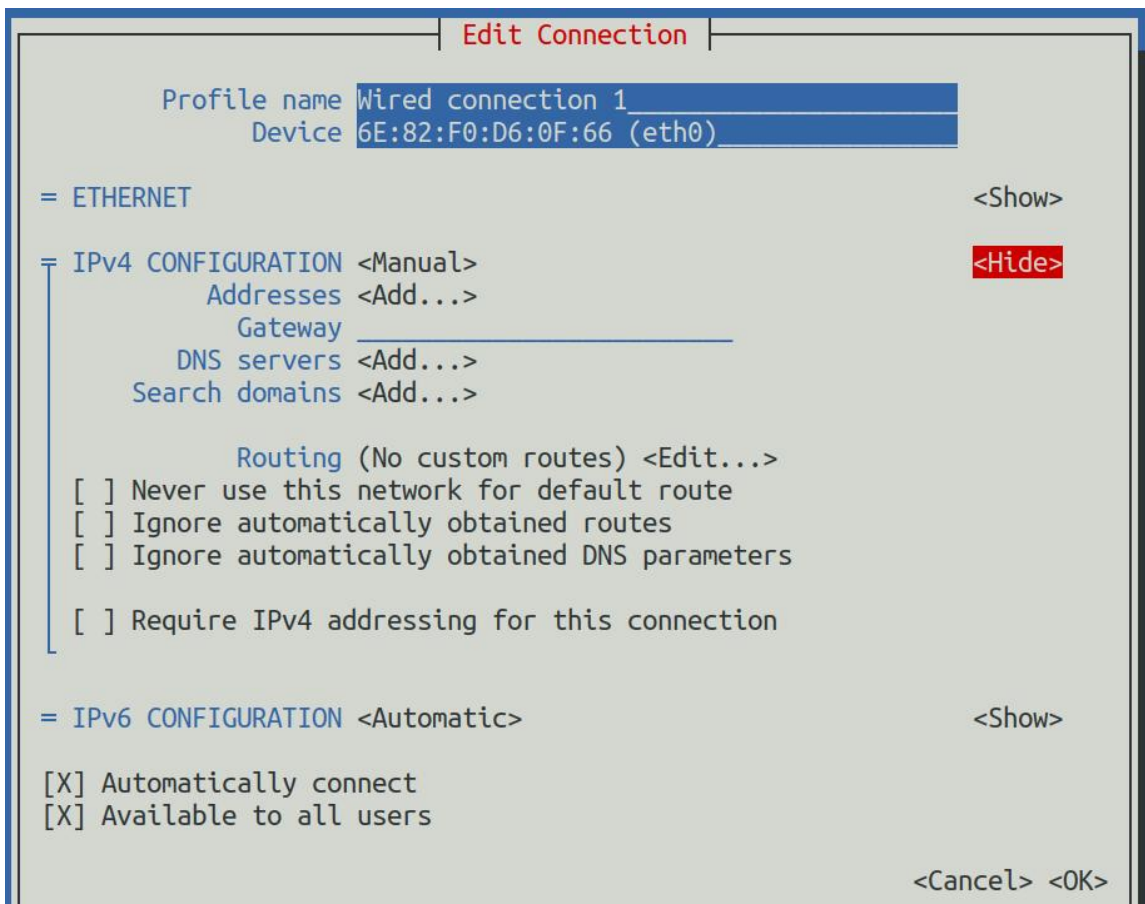 Edit Connection
Profile name Wired connection 1
Device 6E:82:F0:D6:0F:66 (eth0)
= ETHERNET <Show>
IPv4 CONFIGURATION <Manual> <Hide>
Addresses <Add...>
Gateway
DNS servers <Add...>
Search domains <Add...>
Routing (No custom routes) <Edit...>
[ ] Never use this network for default route
[ ] Ignore automatically obtained routes
[ ] Ignore automatically obtained DNS parameters
[ ] Require IPv4 addressing for this connection
= IPv6 CONFIGURATION <Automatic> <Show>
[X] Automatically connect
[X] Available to all users
<Cancel> <OK>